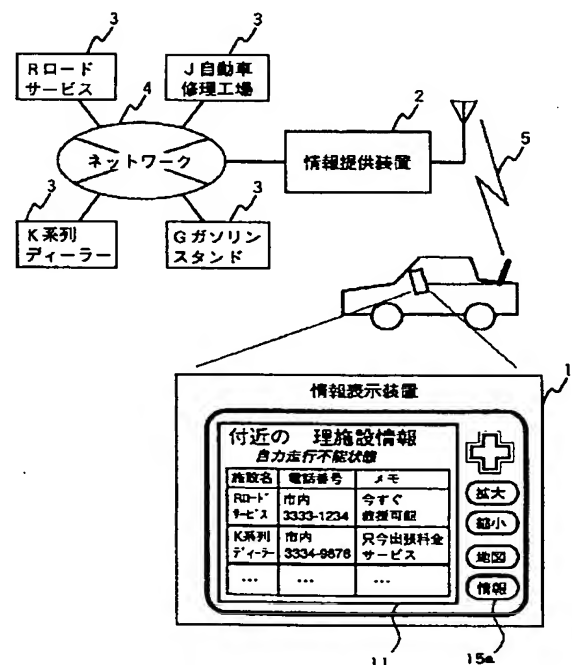 3
Rロード
サービス
3
J自動車
修理工場
4
ネットワーク
2
情報提供装置
5
3
K系列
ディーラー
3
Gガソリン
スタンド
1
情報表示装置
付近の 理施設情報
自力走行不能状態
施設名 電話番号 メモ
Rロード 市内 今すぐ
サービス 3333-1234 救援可能
K系列 市内 只今出張料金
ディーラー 3334-9876 サービス
… … …
拡大
縮小
地図
情報
11
15a